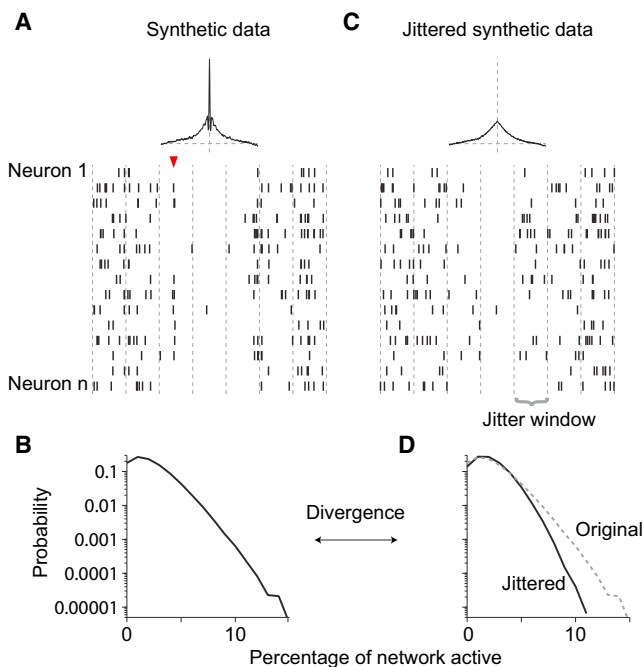 A
Synthetic data
C
Jittered synthetic data
Neuron 1
Neuron n
Jitter window
B
Probability
0.1
0.01
0.001
0.0001
0.00001
0
10
Divergence
D
Original
Jittered
0
10
Percentage of network active